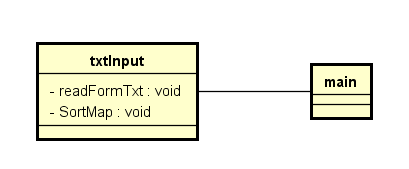 txtInput
- readFormTxt : void
- SortMap : void
main